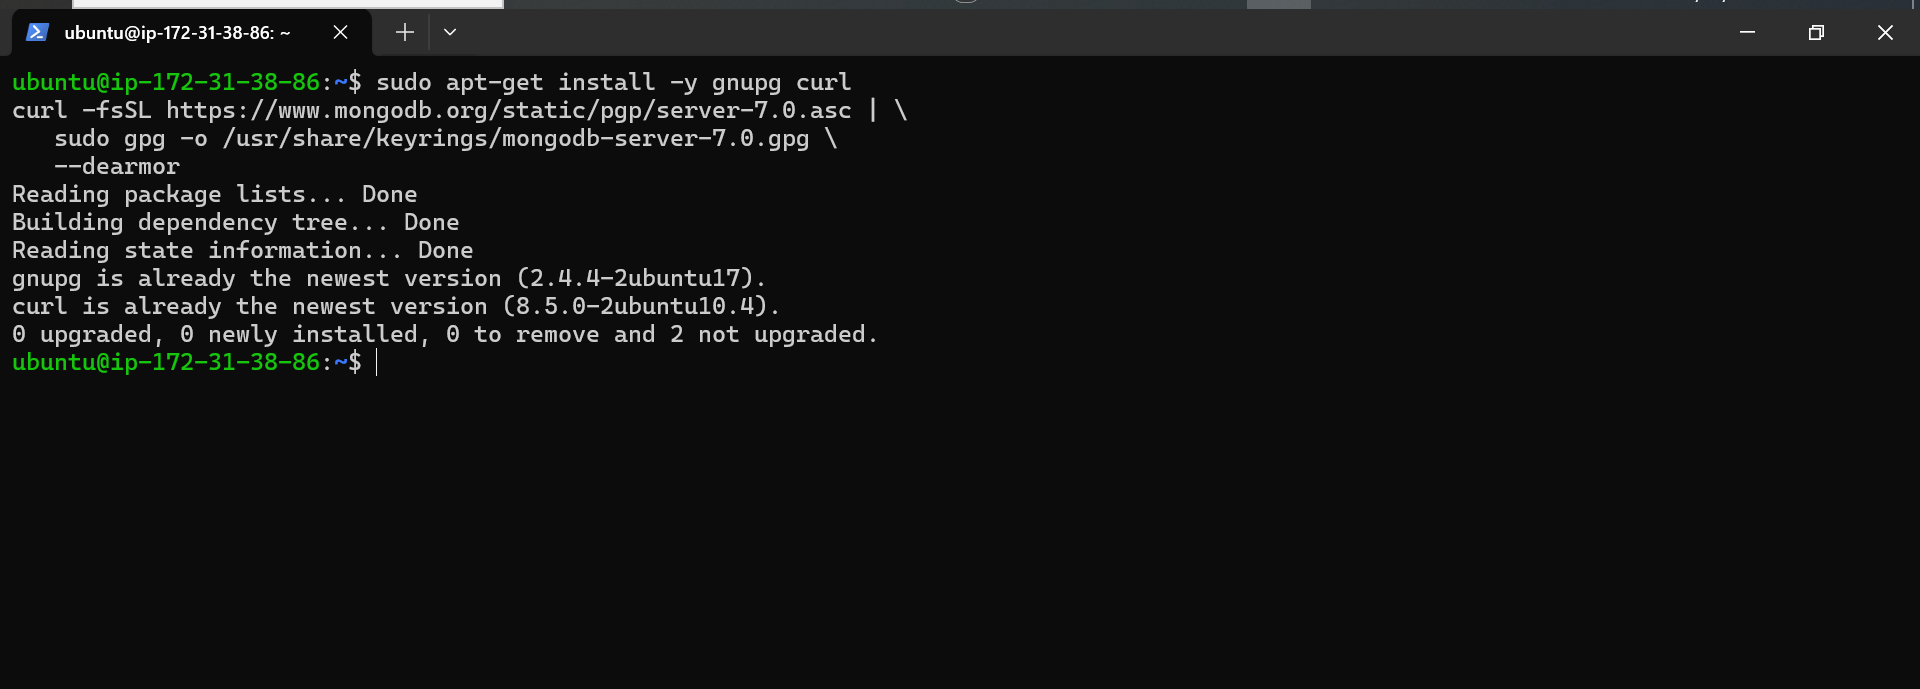 ubuntu@ip-172-31-38-86: ~
ubuntu@ip-172-31-38-86:~$ sudo apt-get install -y gnupg curl
curl -fsSL https://www.mongodb.org/static/pgp/server-7.0.asc | \
   sudo gpg -o /usr/share/keyrings/mongodb-server-7.0.gpg \
   --dearmor
Reading package lists... Done
Building dependency tree... Done
Reading state information... Done
gnupg is already the newest version (2.4.4-2ubuntu17).
curl is already the newest version (8.5.0-2ubuntu10.4).
0 upgraded, 0 newly installed, 0 to remove and 2 not upgraded.
ubuntu@ip-172-31-38-86:~$